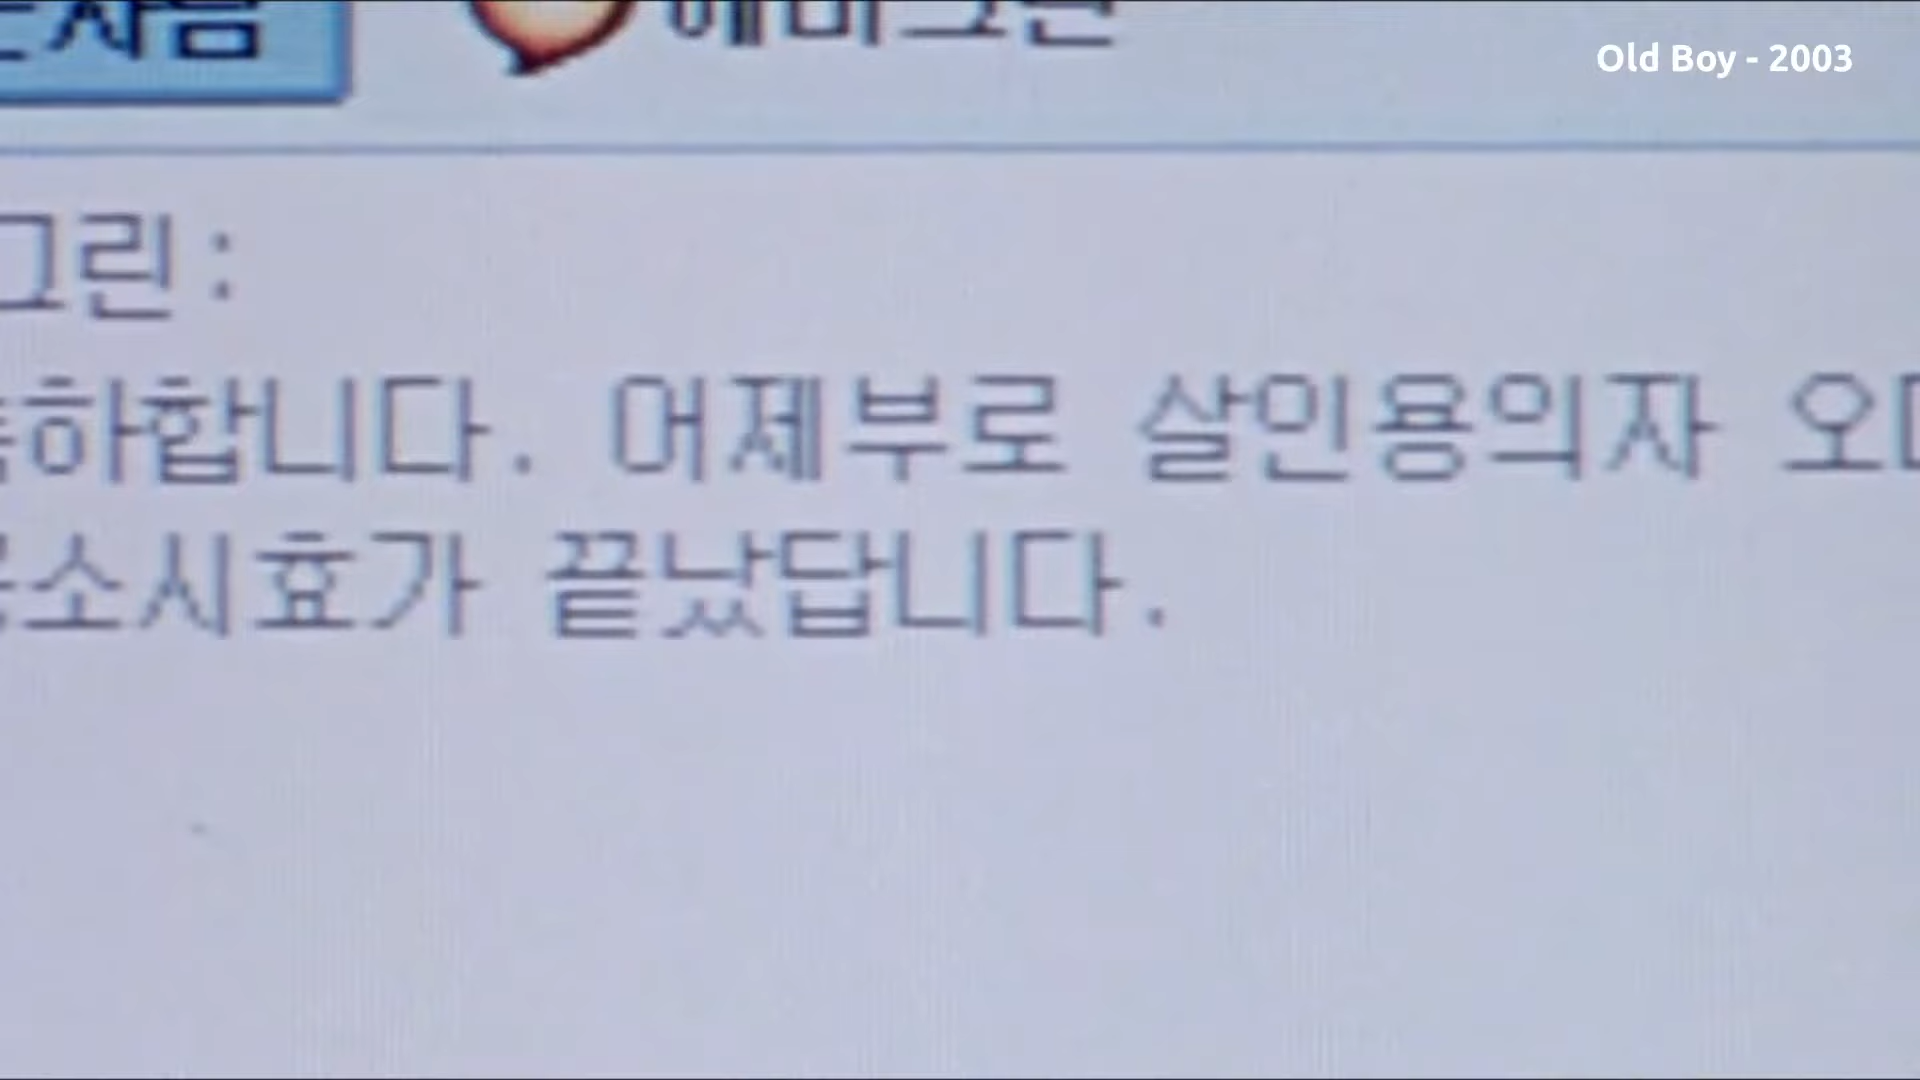 Old Boy - 2003
그린:
하합니다. 어제부로 살인용의자
소시효가 끝났답니다.